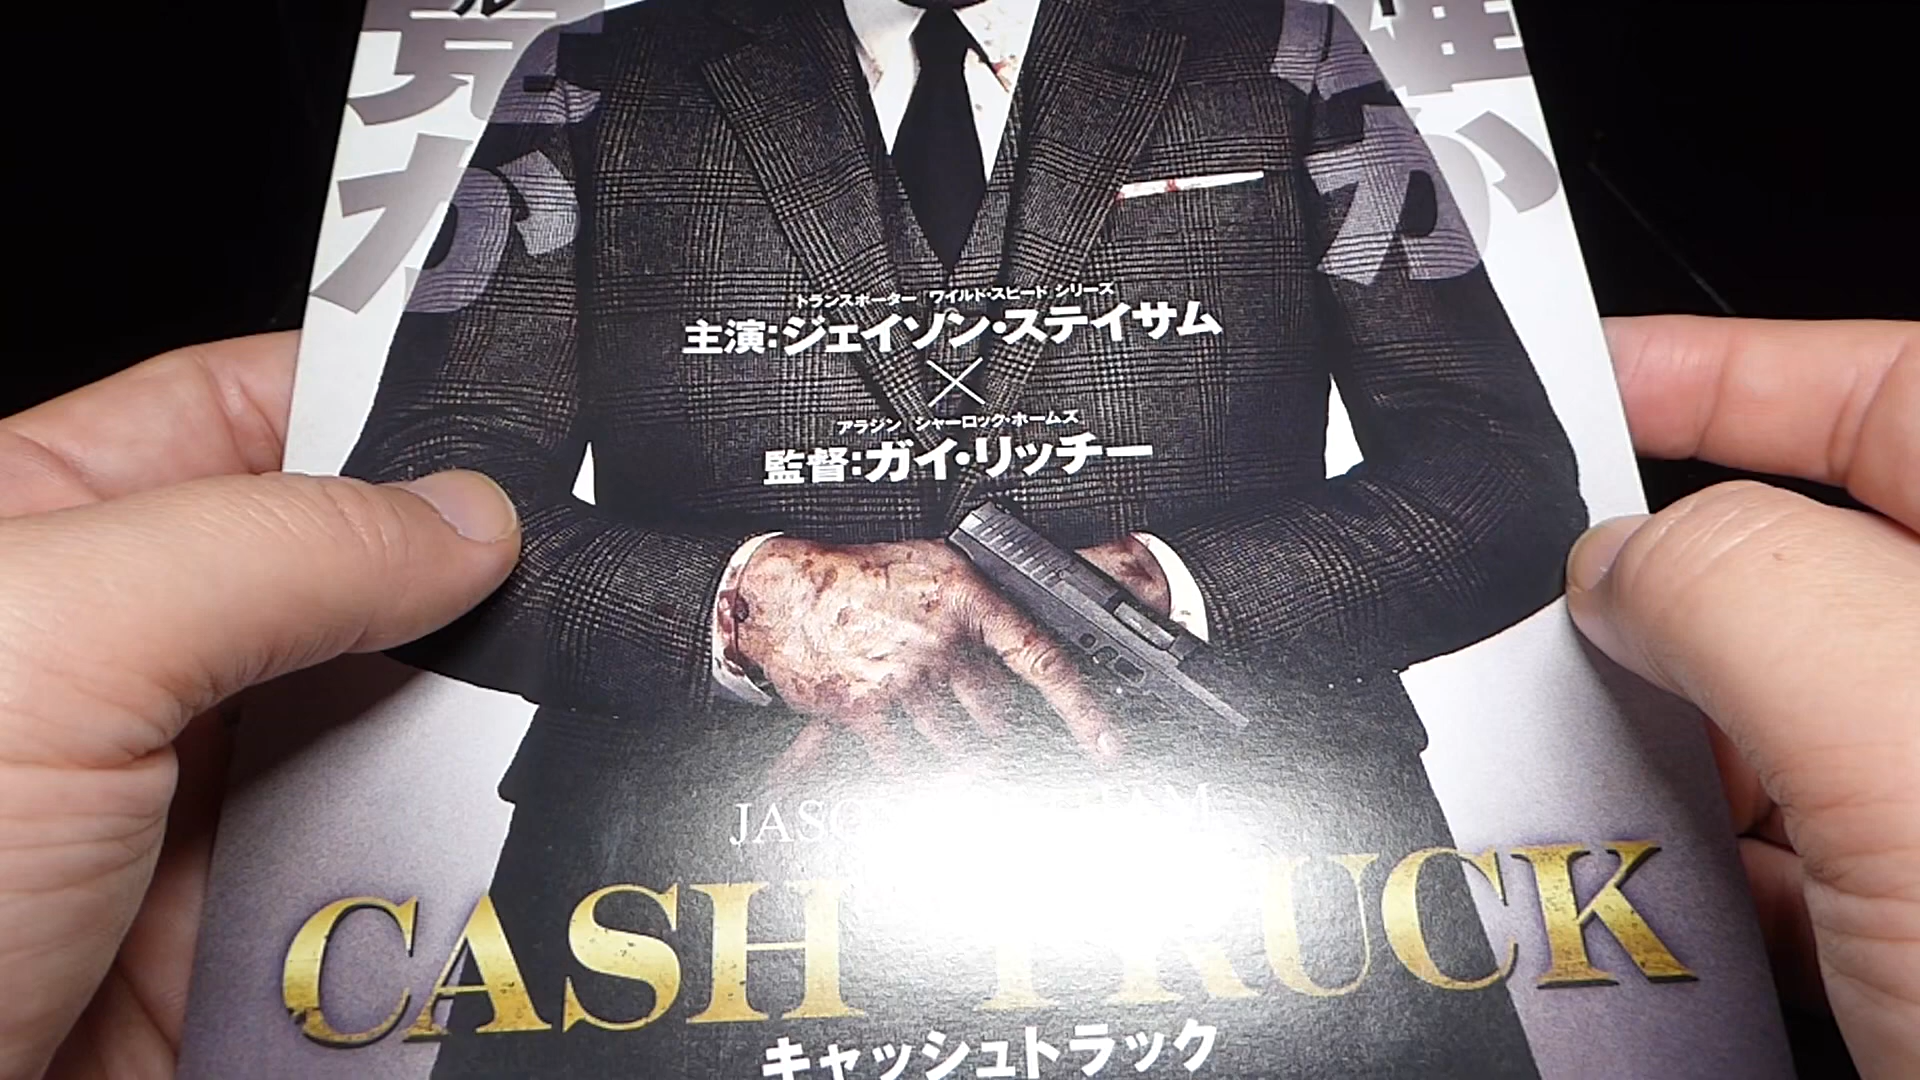 か
か
トランスポーター ワイルド・スピード シリーズ
主演:ジェイソン・ステイサム
×
アラジン シャーロック・ホームズ
監督:ガイ・リッチー
CASH TRUCK
キャッシュトラック